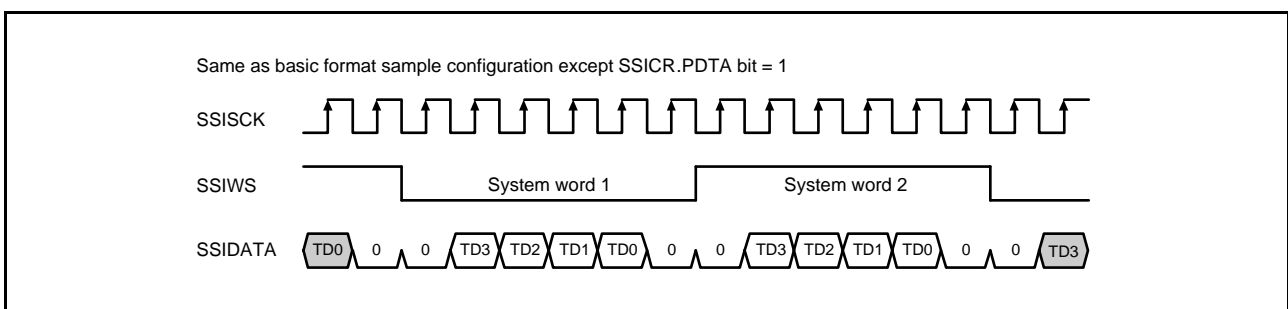 Same as basic format sample configuration except SSICR.PDTA bit = 1
SSISCK
SSIWS System word 1 System word 2
SSIDATA TD0 0 0 TD3 TD2 TD1 TD0 0 0 TD3 TD2 TD1 TD0 0 0 TD3